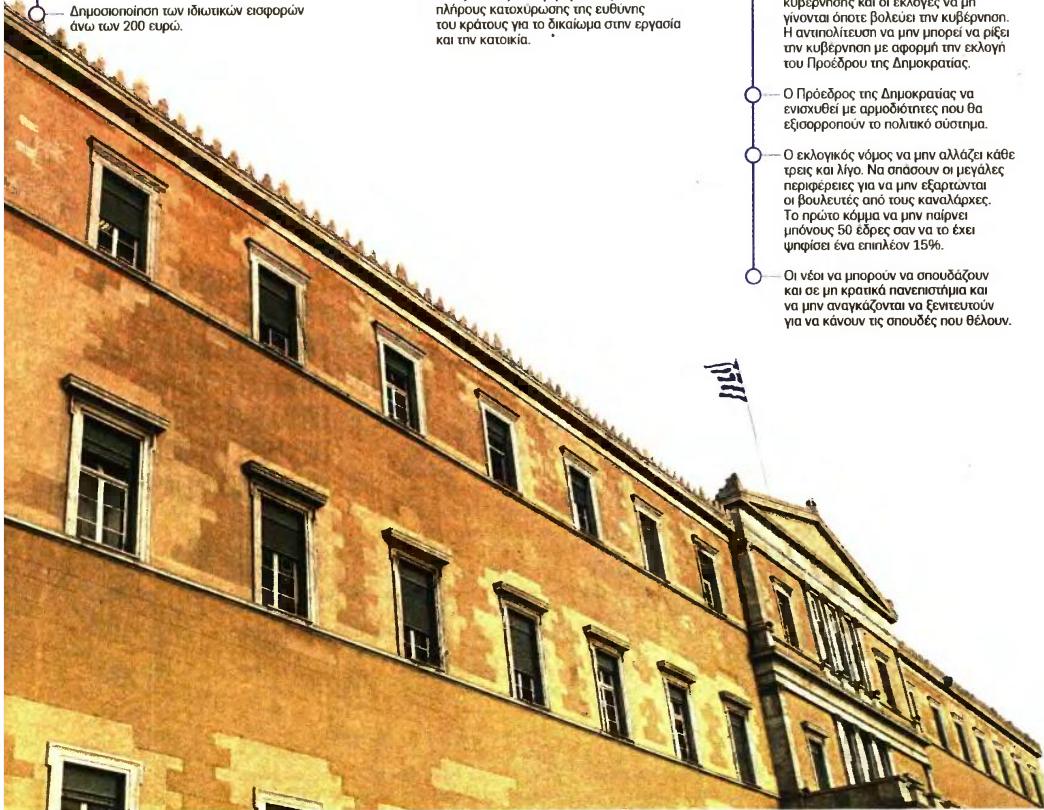 Δημοσιοποίηση των ιδιωτικών εισφορών
άνω των 200 ευρώ.
πλήρους κατοχύρωσης της ευθύνης
του κράτους για το δικαίωμα στην εργασία
και την κατοικία.
κυβέρνησης και οι εκλογές να μη
γίνονται όποτε βολεύει την κυβέρνηση.
Η αντιπολίτευση να μην μπορεί να ρίξει
την κυβέρνηση με αφορμή την εκλογή
του Προέδρου της Δημοκρατίας.
Ο Πρόεδρος της Δημοκρατίας να
ενισχυθεί με αρμοδιότητες που θα
εξισορροπούν το πολιτικό σύστημα.
Ο εκλογικός νόμος να μην αλλάζει κάθε
τρεις και λίγο. Να σπάσουν οι μεγάλες
περιφέρειες για να μην εξαρτώνται
οι βουλευτές από τους καναλάρχες.
Το πρώτο κόμμα να μην παίρνει
μπόνους 50 έδρες σαν να το έχει
ψηφίσει ένα επιπλέον 15%.
Οι νέοι να μπορούν να σπουδάζουν
και σε μη κρατικά πανεπιστήμια και
να μην αναγκάζονται να ξενιτευτούν
για να κάνουν τις σπουδές που θέλουν.